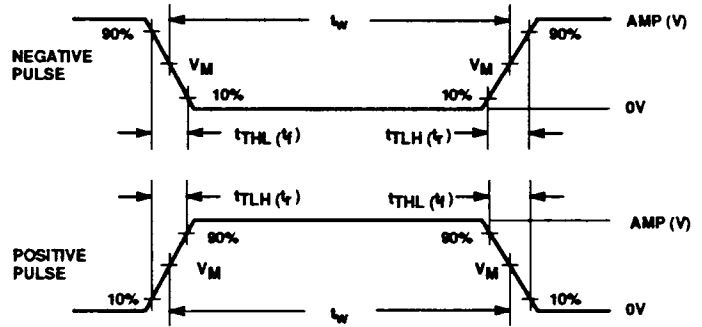 tw
90% 90% AMP (V)
NEGATIVE
PULSE
VM VM
10% 10% 0V
tTHL (tf) tTLH (tr)
tTLH (tr) tTHL (tf)
AMP (V)
90% 90%
POSITIVE
PULSE
VM VM
10% 10% 0V
tw